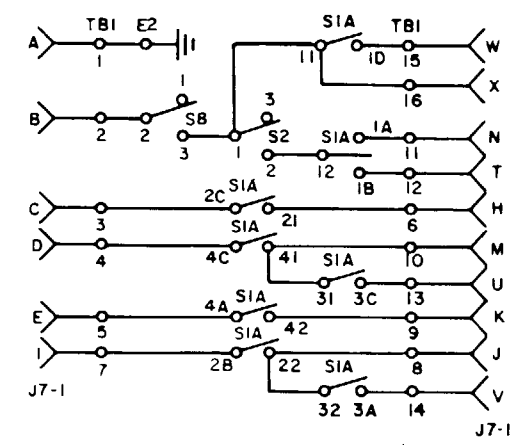 S1A TB1
A TB1 E2 W
1 11 1D 15
1 X
B S8 3 16
2 2 1A N
S1A
3 1 S2 11
2 12 T
S1A 1B 12
C 2C H
3 S1A 21 6
D M
4 4C 41 10
S1A U
S1A 31 3C 13
E 4A K
5 S1A 42 9
I J
7 2B 22 8
S1A
J7-1 V
32 3A 14
J7-1